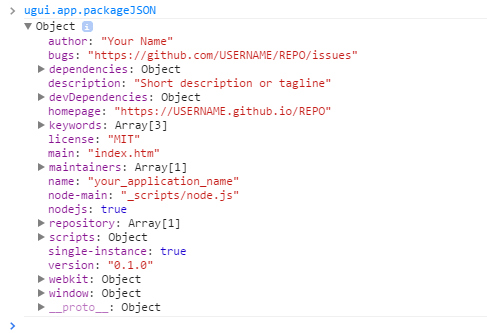 > ugui.app.packageJSON
▼ Object i
author: "Your Name"
bugs: "https://github.com/USERNAME/REPO/issues"
▶ dependencies: Object
description: "Short description or tagline"
▶ devDependencies: Object
homepage: "https://USERNAME.github.io/REPO"
▶ keywords: Array[3]
license: "MIT"
main: "index.htm"
▶ maintainers: Array[1]
name: "your_application_name"
node-main: "_scripts/node.js"
nodejs: true
▶ repository: Array[1]
▶ scripts: Object
single-instance: true
version: "0.1.0"
▶ webkit: Object
▶ window: Object
▶ __proto__: Object
>